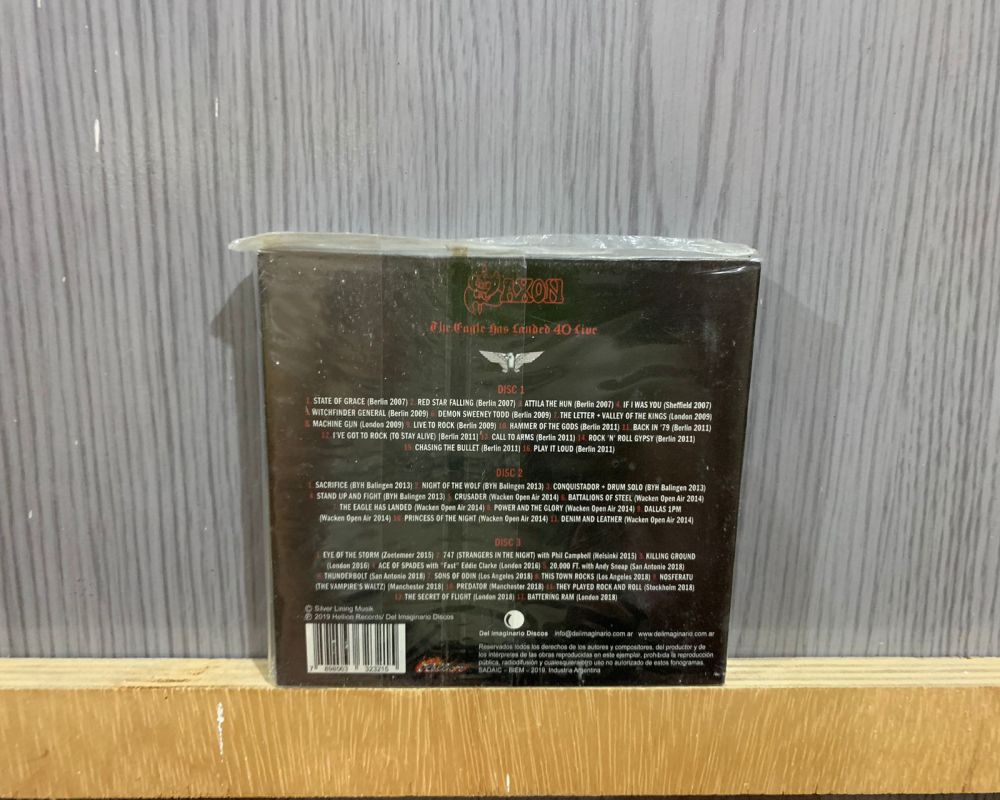 SAXON
The Eagle Has Landed 40 Live
DISC 1
1. STATE OF GRACE (Berlin 2007) 2. RED STAR FALLING (Berlin 2007) 3. ATTILA THE HUN (Berlin 2007) 4. IF I WAS YOU (Sheffield 2007)
5. WITCHFINDER GENERAL (Berlin 2009) 6. DEMON SWEENEY TODD (Berlin 2009) 7. THE LETTER + VALLEY OF THE KINGS (London 2009)
8. MACHINE GUN (London 2009) 9. LIVE TO ROCK (Berlin 2009) 10. HAMMER OF THE GODS (Berlin 2011) 11. BACK IN '79 (Berlin 2011)
12. I'VE GOT TO ROCK (TO STAY ALIVE) (Berlin 2011) 13. CALL TO ARMS (Berlin 2011) 14. ROCK 'N' ROLL GYPSY (Berlin 2011)
15. CHASING THE BULLET (Berlin 2011) 16. PLAY IT LOUD (Berlin 2011)
DISC 2
1. SACRIFICE (BYH Balingen 2013) 2. NIGHT OF THE WOLF (BYH Balingen 2013) 3. CONQUISTADOR + DRUM SOLO (BYH Balingen 2013)
4. STAND UP AND FIGHT (BYH Balingen 2013) 5. CRUSADER (Wacken Open Air 2014) 6. BATTALIONS OF STEEL (Wacken Open Air 2014)
7. THE EAGLE HAS LANDED (Wacken Open Air 2014) 8. POWER AND THE GLORY (Wacken Open Air 2014) 9. DALLAS 1PM
(Wacken Open Air 2014) 10. PRINCESS OF THE NIGHT (Wacken Open Air 2014) 11. DENIM AND LEATHER (Wacken Open Air 2014)
DISC 3
1. EYE OF THE STORM (Zoetemeer 2015) 2. 747 (STRANGERS IN THE NIGHT) with Phil Campbell (Helsinki 2015) 3. KILLING GROUND
(London 2016) 4. ACE OF SPADES with "Fast" Eddie Clarke (London 2016) 5. 20,000 FT. with Andy Sneap (San Antonio 2018)
6. THUNDERBOLT (San Antonio 2018) 7. SONS OF ODIN (Los Angeles 2018) 8. THIS TOWN ROCKS (Los Angeles 2018) 9. NOSFERATU
(THE VAMPIRE'S WALTZ) (Manchester 2018) 10. PREDATOR (Manchester 2018) 11. THEY PLAYED ROCK AND ROLL (Stockholm 2018)
12. THE SECRET OF FLIGHT (London 2018) 13. BATTERING RAM (London 2018)
© Silver Lining Musik
℗ 2019 Hellion Records/ Del Imaginario Discos
Del Imaginario Discos info@delimaginario.com.ar www.delimaginario.com.ar
Reservados todos los derechos de los autores y compositores, del productor y de
los intérpretes de las obras reproducidas en este ejemplar, prohibida la reproducción
pública, radiodifusión y cualesquiera otro uso no autorizado de estos fonogramas.
SADAIC - BIEM - 2019. Industria Argentina